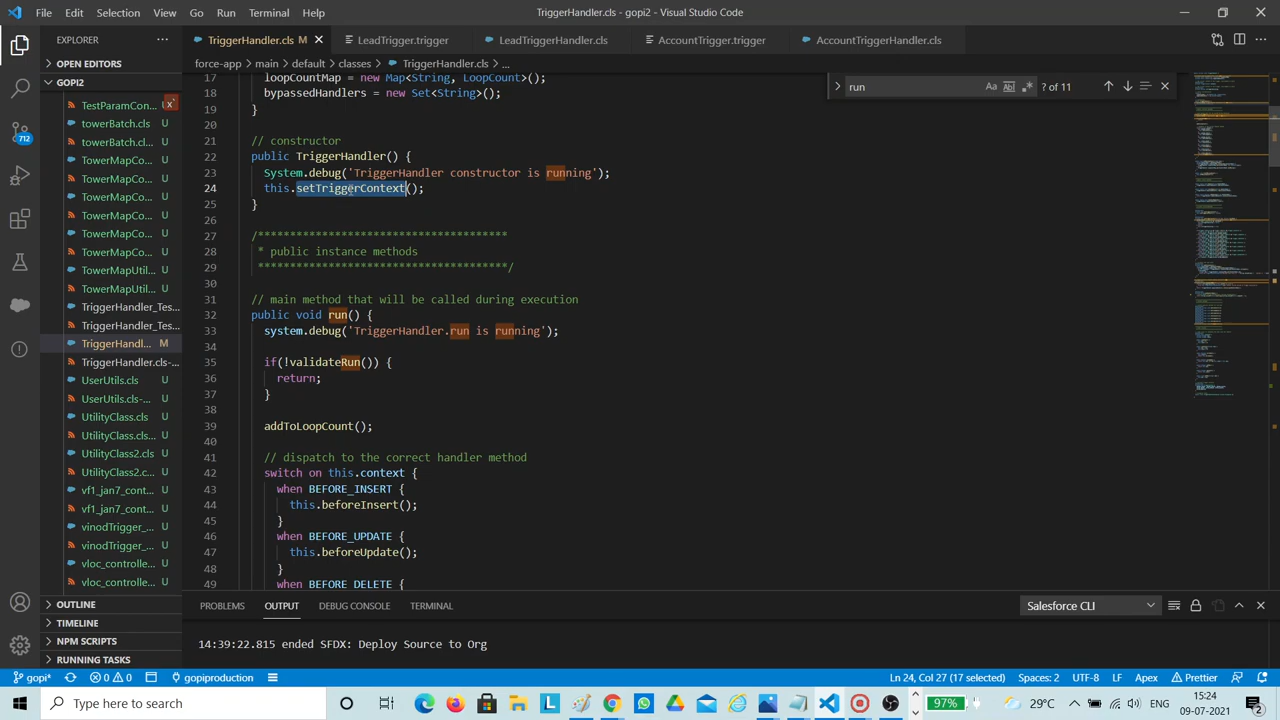 File Edit Selection View Go Run Terminal Help
TriggerHandler.cls - gopi2 - Visual Studio Code
EXPLORER
TriggerHandler.cls M
LeadTrigger.trigger
LeadTriggerHandler.cls
AccountTrigger.trigger
AccountTriggerHandler.cls
OPEN EDITORS
GOPI2
force-app > main > default > classes > TriggerHandler.cls
run
? of 11
TestParamCon... X
towerBatch.cls U
towerBatch.cls... U
TowerMapCo... U
TowerMapCo... U
TowerMapCo... U
TowerMapCo... U
TowerMapCo... U
TowerMapCo... U
TowerMapUtil... U
TowerMapUtil... U
TriggerHandler_Tes...
TriggerHandler_Tes...
TriggerHandl... M
TriggerHandler.cls-...
UserUtils.cls U
UserUtils.cls-... U
UtilityClass.cls U
UtilityClass.cls... U
UtilityClass2.cls U
UtilityClass2.c... U
vf1_jan7_cont... U
vf1_jan7_cont... U
vinodTrigger_... U
vinodTrigger_... U
vloc_controlle... U
vloc_controlle... U
OUTLINE
TIMELINE
NPM SCRIPTS
RUNNING TASKS
712
17 loopCountMap = new Map<String, LoopCount>();
18 bypassedHandlers = new Set<String>();
19 }
20
21 // constructor
22 public TriggerHandler()
23 system.debug('TriggerHandler running
24 this.setTriggerContext();
25 }
26
27 /***************************************
28 * public instance methods
29 ***************************************
30
31 // main method that will be called during execution
32 public void
33 system.debug('TriggerHandler run is running');
34
35 if(!validateRun()) {
36 return;
37 }
38
39 addToLoopCount();
40
41 // dispatch to the correct handler method
42 switch on this.context {
43 when BEFORE_INSERT {
44 this.beforeInsert();
45 }
46 when BEFORE_UPDATE {
47 this.beforeUpdate();
48 }
49 when BEFORE_DELETE {
PROBLEMS OUTPUT DEBUG CONSOLE TERMINAL
Salesforce CLI
14:39:22.815 ended SFDX: Deploy Source to Org
gopi* 0 0 gopiproduction
Ln 24, Col 27 (17 selected) Spaces: 2 UTF-8 LF Apex Prettier
Type here to search
97%
29°C
ENG
15:24
09-07-2021
2